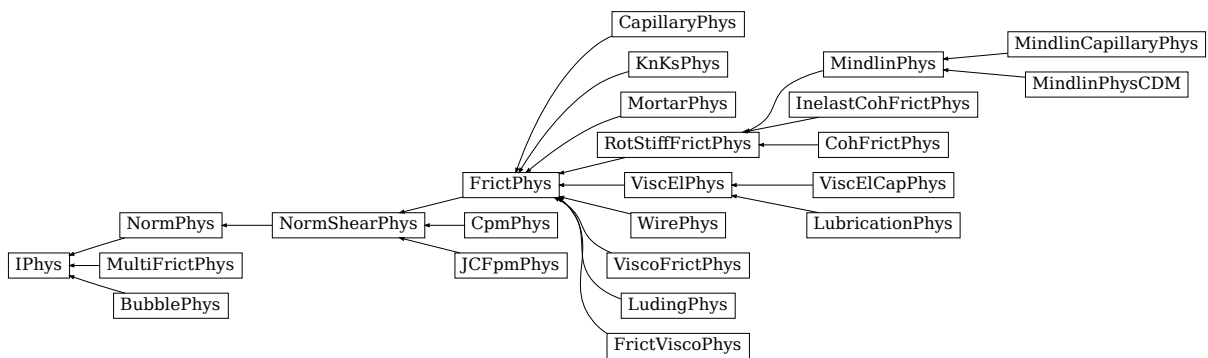 CapillaryPhys
KnKsPhys
MortarPhys
RotStiffFrictPhys
MindlinPhys
MindlinCapillaryPhys
MindlinPhysCDM
InelastCohFrictPhys
CohFrictPhys
FrictPhys
ViscElPhys
ViscElCapPhys
LubricationPhys
WirePhys
NormPhys
NormShearPhys
CpmPhys
IPhys
MultiFrictPhys
BubblePhys
JCFpmPhys
ViscoFrictPhys
LudingPhys
FrictViscoPhys